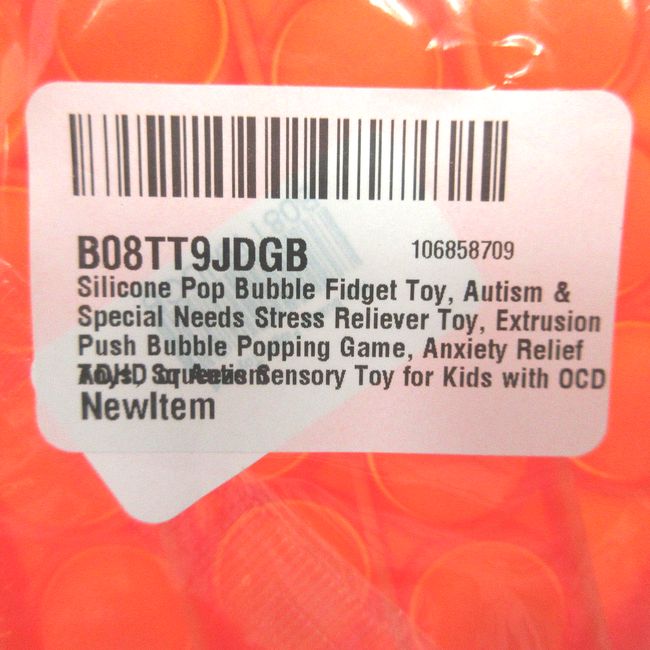 B08TT9JDGB
106858709
Silicone Pop Bubble Fidget Toy, Autism &
Special Needs Stress Reliever Toy, Extrusion
Push Bubble Popping Game, Anxiety Relief
Sensory Toy for Kids with OCD
NewItem